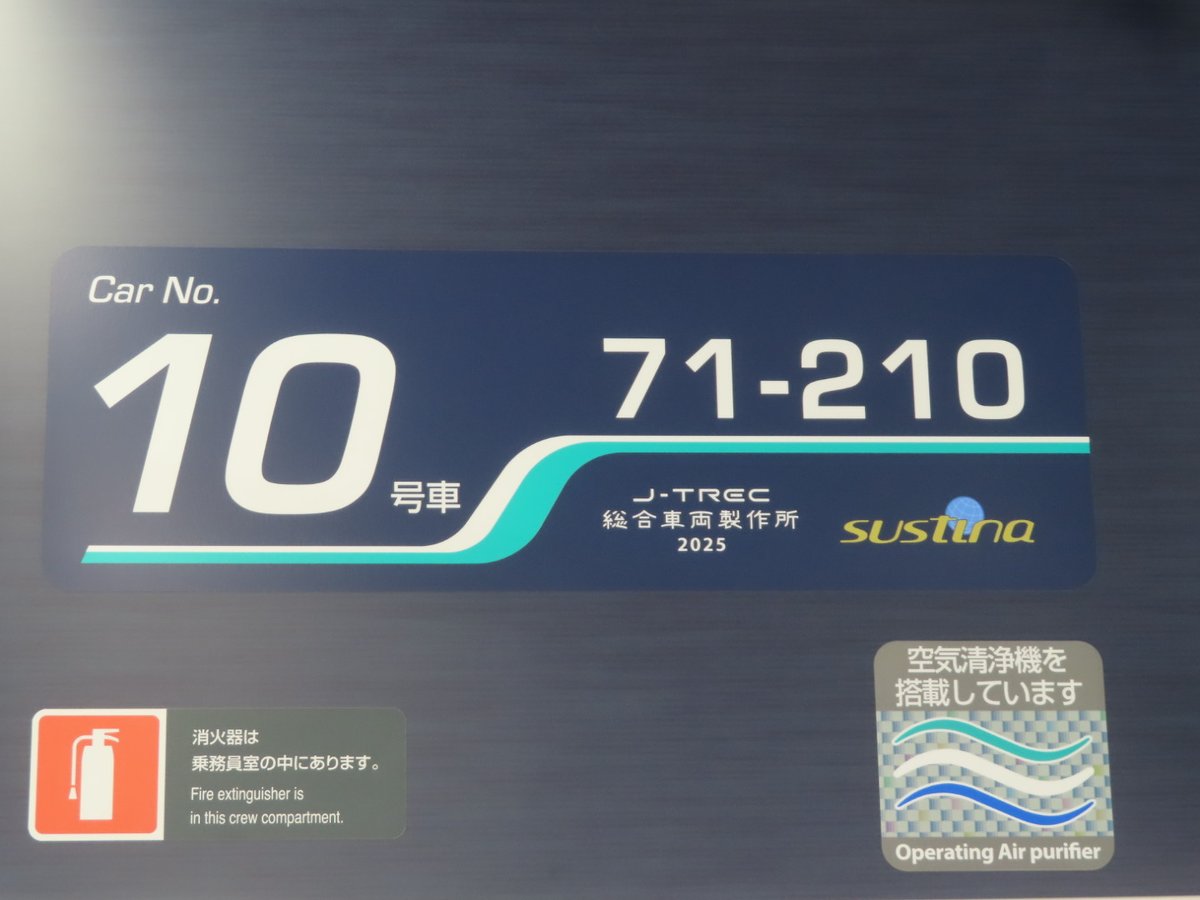 Car No.
10号車
71-210
J-TREC
総合車両製作所
2025
sustina
消火器は
乗務員室の中にあります。
Fire extinguisher is
in this crew compartment.
空気清浄機を
搭載しています
Operating Air purifier